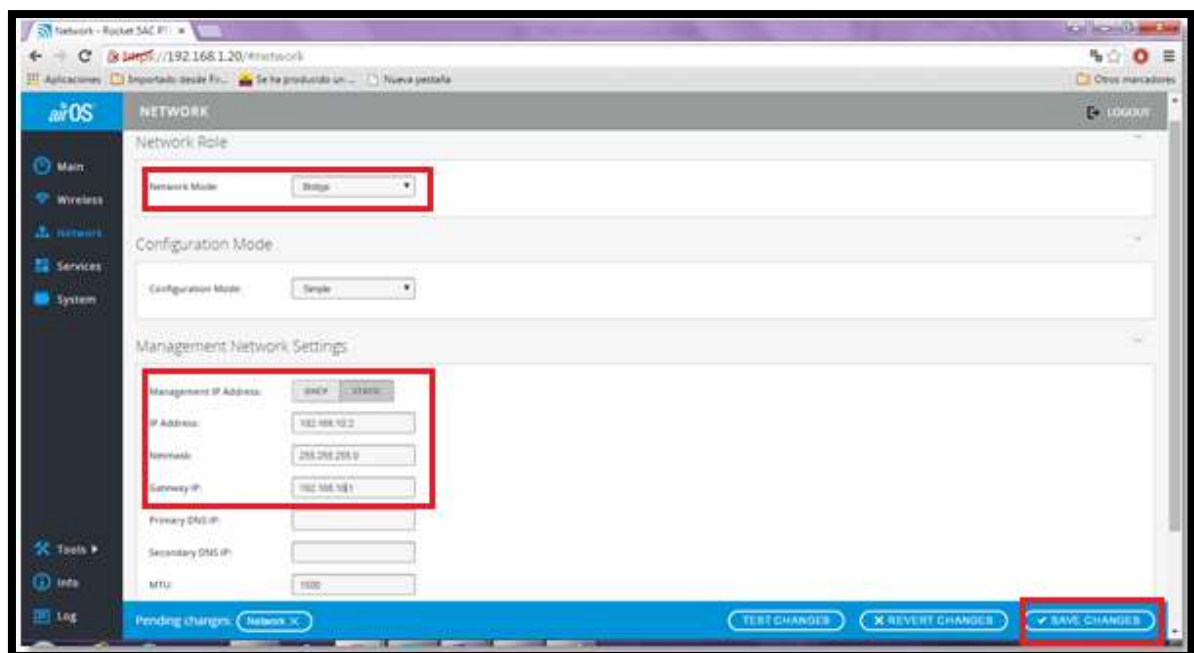 Network - Rocket 5AC
https://192.168.1.20/#network
Aplicaciones Importado desde Fi... Se ha producido un ... Nueva pestaña Otros marcadores
airOS NETWORK LOGOUT
Network Role
Main
Network Mode: Bridge
Wireless
Network
Configuration Mode
Services
Configuration Mode: Simple
System
Management Network Settings
Management IP Address: DHCP STATIC
IP Address: 192.168.10.2
Netmask: 255.255.255.0
Gateway IP: 192.168.10.1
Primary DNS IP:
Tools
Secondary DNS IP:
Info
MTU: 1500
Log
Pending changes: Network × TEST CHANGES REVERT CHANGES SAVE CHANGES